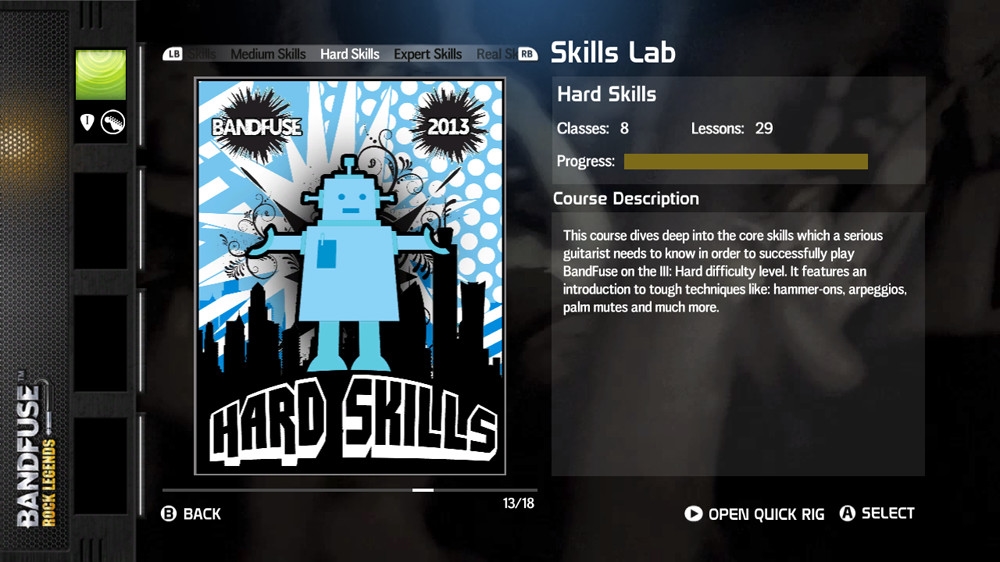 LB
Skills
Medium Skills
Hard Skills
Expert Skills
Real
RB
Skills Lab
BANDFUSE
2013
HARD SKILLS
Hard Skills
Classes: 8
Lessons: 29
Progress:
Course Description
This course dives deep into the core skills which a serious
guitarist needs to know in order to successfully play
BandFuse on the III: Hard difficulty level. It features an
introduction to tough techniques like: hammer-ons, arpeggios,
palm mutes and much more.
13/18
B BACK
OPEN QUICK RIG
A SELECT
I
BANDFUSE™
ROCK LEGENDS